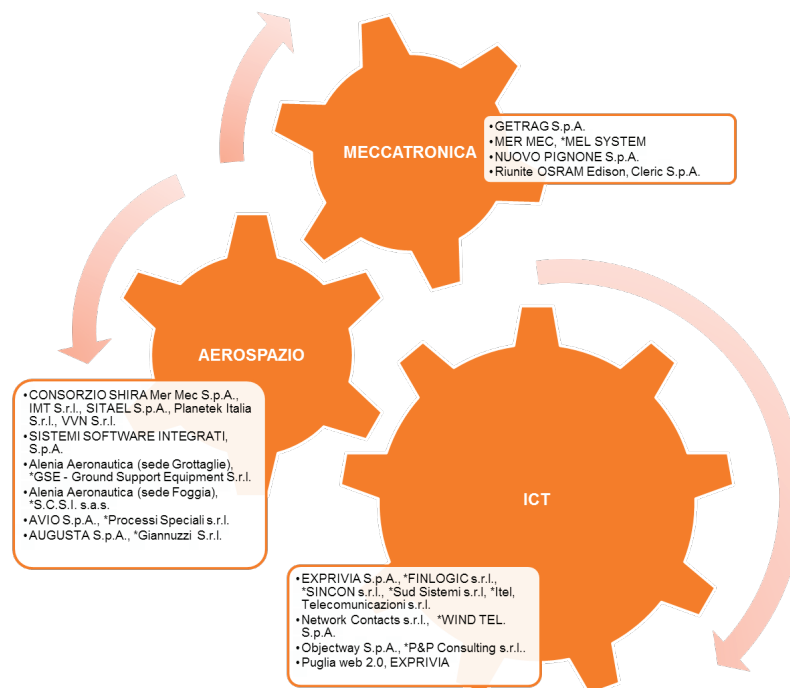 MECCATRONICA
•GETRAG S.p.A.
•MER MEC, *MEL SYSTEM
•NUOVO PIGNONE S.p.A.
•Riunite OSRAM Edison, Cleric S.p.A.
AEROSPAZIO
•CONSORZIO SHIRA Mer Mec S.p.A.,
IMT S.r.l., SITAEL S.p.A., Planetek Italia
S.r.l., VVN S.r.l.
•SISTEMI SOFTWARE INTEGRATI,
S.p.A.
•Alenia Aeronautica (sede Grottaglie),
*GSE - Ground Support Equipment S.r.l.
•Alenia Aeronautica (sede Foggia),
*S.C.S.I. s.a.s.
•AVIO S.p.A., *Processi Speciali s.r.l.
•AUGUSTA S.p.A., *Giannuzzi S.r.l.
ICT
•EXPRIVIA S.p.A., *FINLOGIC s.r.l.,
*SINCON s.r.l., *Sud Sistemi s.r.l, *Itel,
Telecomunicazioni s.r.l.
•Network Contacts s.r.l., *WIND TEL.
S.p.A.
•Objectway S.p.A., *P&P Consulting s.r.l..
•Puglia web 2.0, EXPRIVIA